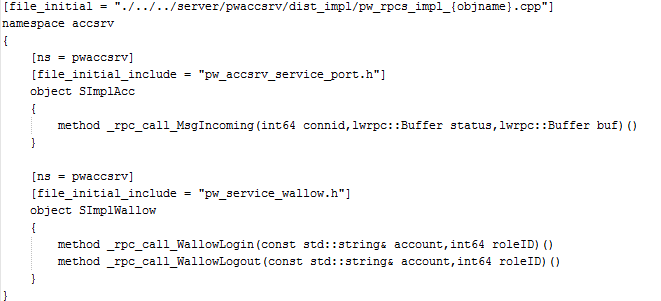 [file_initial = "./../../server/pwaccsrv/dist_impl/pw_rpcs_impl_{objname}.cpp"]
namespace accsrv
{
    [ns = pwaccsrv]
    [file_initial_include = "pw_accsrv_service_port.h"]
    object SImplAcc
    {
        method _rpc_call_MsgIncoming(int64 connid,lwrpc::Buffer status,lwrpc::Buffer buf)()
    }

    [ns = pwaccsrv]
    [file_initial_include = "pw_service_wallow.h"]
    object SImplWallow
    {
        method _rpc_call_WallowLogin(const std::string& account,int64 roleID)()
        method _rpc_call_WallowLogout(const std::string& account,int64 roleID)()
    }
}